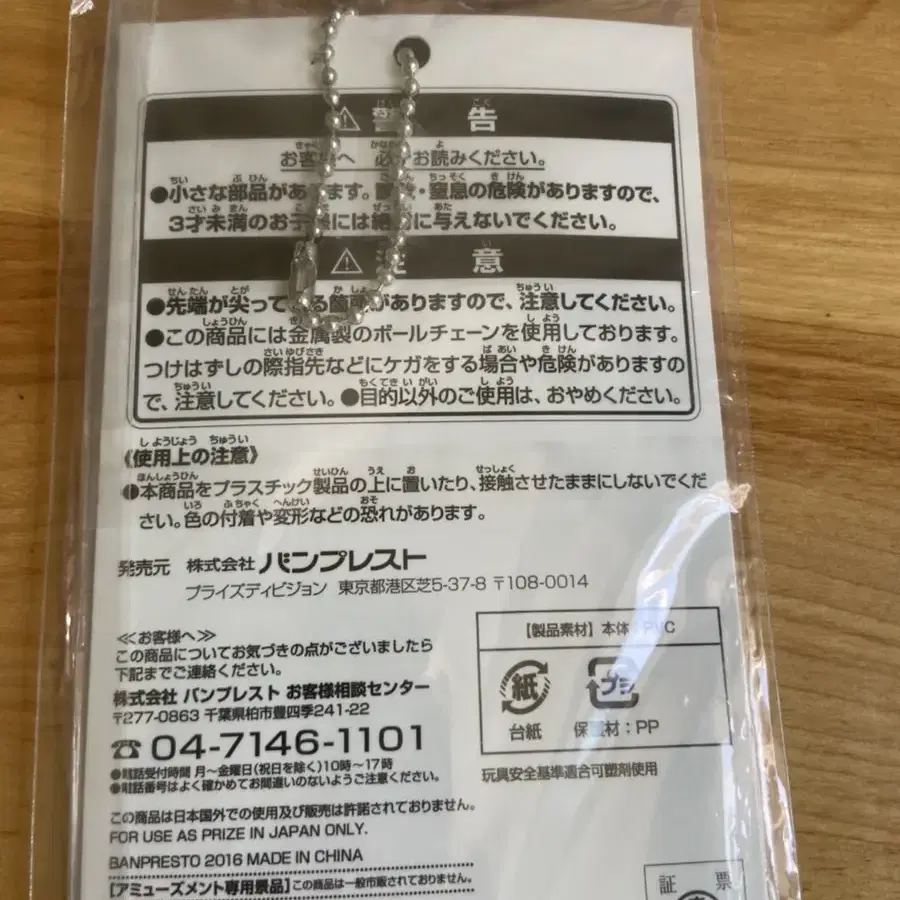 警告
お客様へ 必ずお読みください。
●小さな部品があります。誤飲・窒息の危険がありますので、
3才未満のお子様には絶対に与えないでください。
注意
●先端が尖っている箇所がありますので、注意してください。
●この商品には金属製のボールチェーンを使用しております。
つけはずしの際指先などにケガをする場合や危険がありますの
で、注意してください。●目的以外のご使用は、おやめください。
《使用上の注意》
●本商品をプラスチック製品の上に置いたり、接触させたままにしないでくだ
さい。色の付着や変形などの恐れがあります。
発売元 株式会社 バンプレスト
プライズディビジョン 東京都港区芝5-37-8 〒108-0014
≪お客様へ≫
この商品についてお気づきの点がございましたら
下記までご連絡ください。
株式会社 バンプレスト お客様相談センター
〒277-0863 千葉県柏市豊四季241-22
☎04-7146-1101
●電話受付時間 月〜金曜日(祝日を除く)10時〜17時
●電話番号はよく確かめてお間違いのないようご注意ください。
【製品素材】本体:PVC
紙 プラ
台紙 保護材:PP
玩具安全基準適合可塑剤使用
この商品は日本国外での使用及び販売は許諾されておりません。
FOR USE AS PRIZE IN JAPAN ONLY.
BANPRESTO 2016 MADE IN CHINA
[アミューズメント専用景品]この商品は一般市販されておりません。
証 票